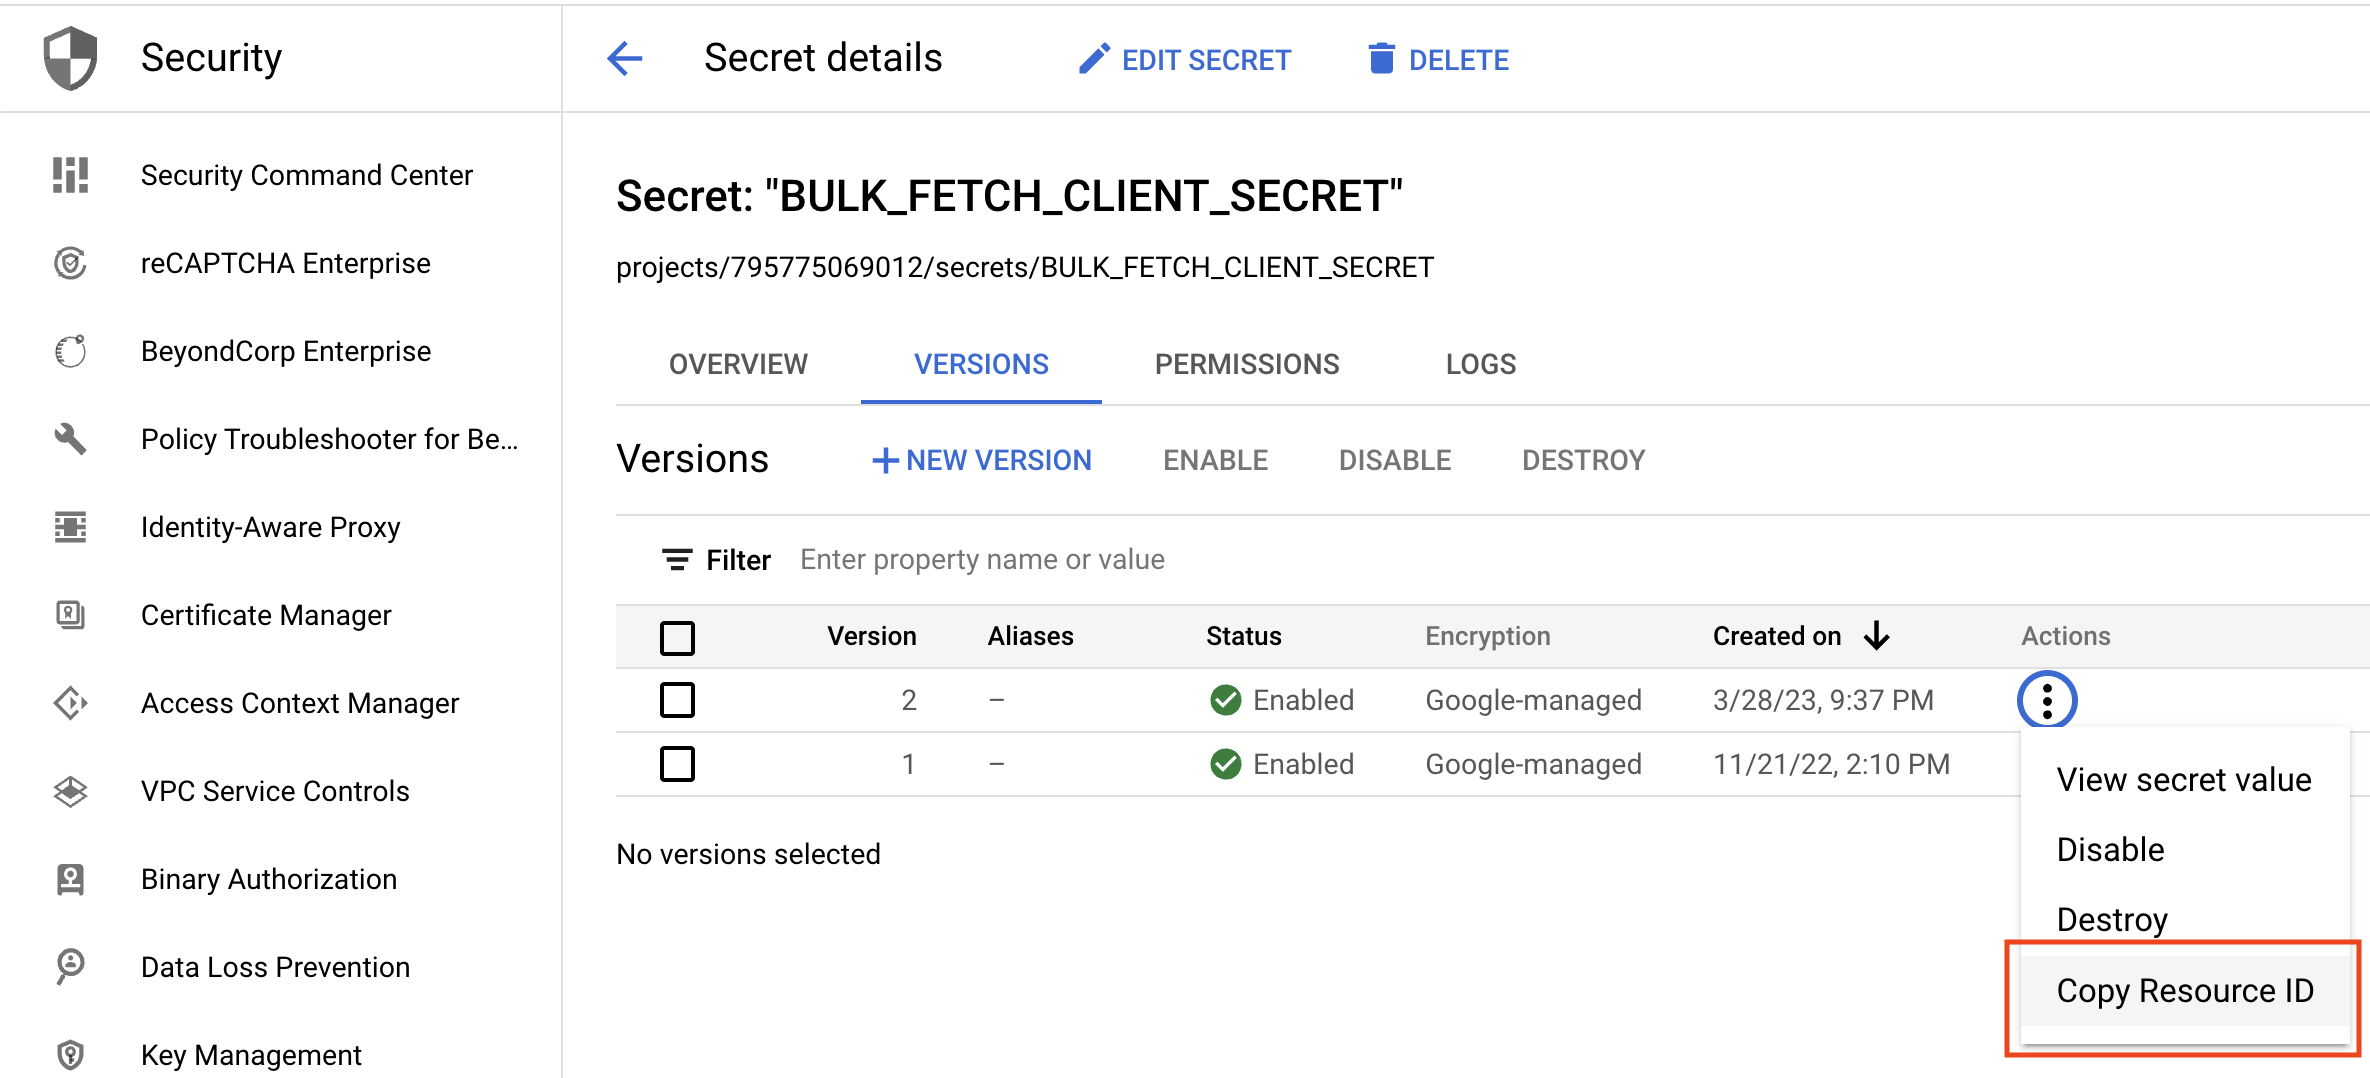 Security
Secret details
EDIT SECRET
DELETE
Security Command Center
reCAPTCHA Enterprise
BeyondCorp Enterprise
Policy Troubleshooter for Be...
Identity-Aware Proxy
Certificate Manager
Access Context Manager
VPC Service Controls
Binary Authorization
Data Loss Prevention
Key Management
Secret: "BULK_FETCH_CLIENT_SECRET"
projects/795775069012/secrets/BULK_FETCH_CLIENT_SECRET
OVERVIEW VERSIONS PERMISSIONS LOGS
Versions + NEW VERSION ENABLE DISABLE DESTROY
Filter Enter property name or value
Version Aliases Status Encryption Created on Actions
2 – Enabled Google-managed 3/28/23, 9:37 PM
1 – Enabled Google-managed 11/21/22, 2:10 PM
No versions selected
View secret value
Disable
Destroy
Copy Resource ID